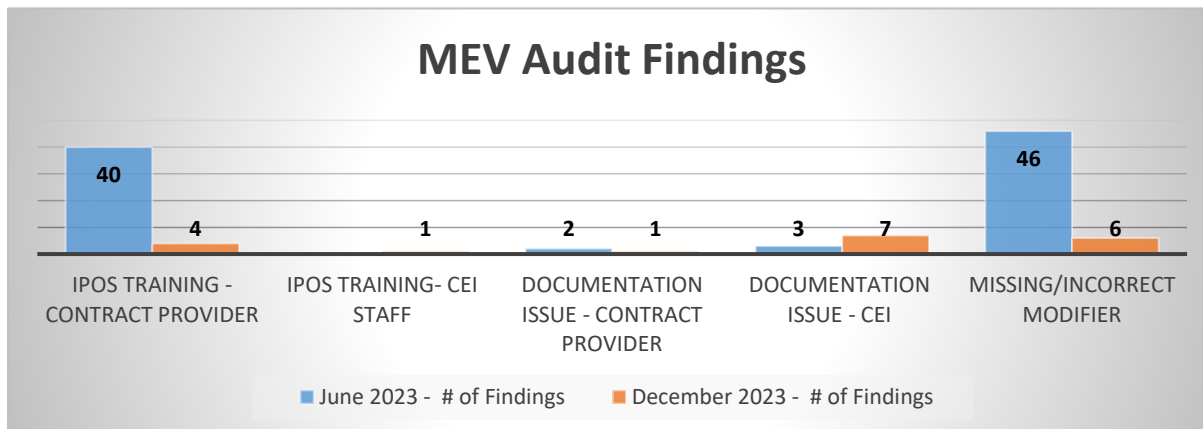 MEV Audit Findings
40
4
1
2
1
3
7
46
6
IPOS TRAINING -
CONTRACT PROVIDER
IPOS TRAINING- CEI
STAFF
DOCUMENTATION
ISSUE - CONTRACT
PROVIDER
DOCUMENTATION
ISSUE - CEI
MISSING/INCORRECT
MODIFIER
June 2023 - # of Findings
December 2023 - # of Findings